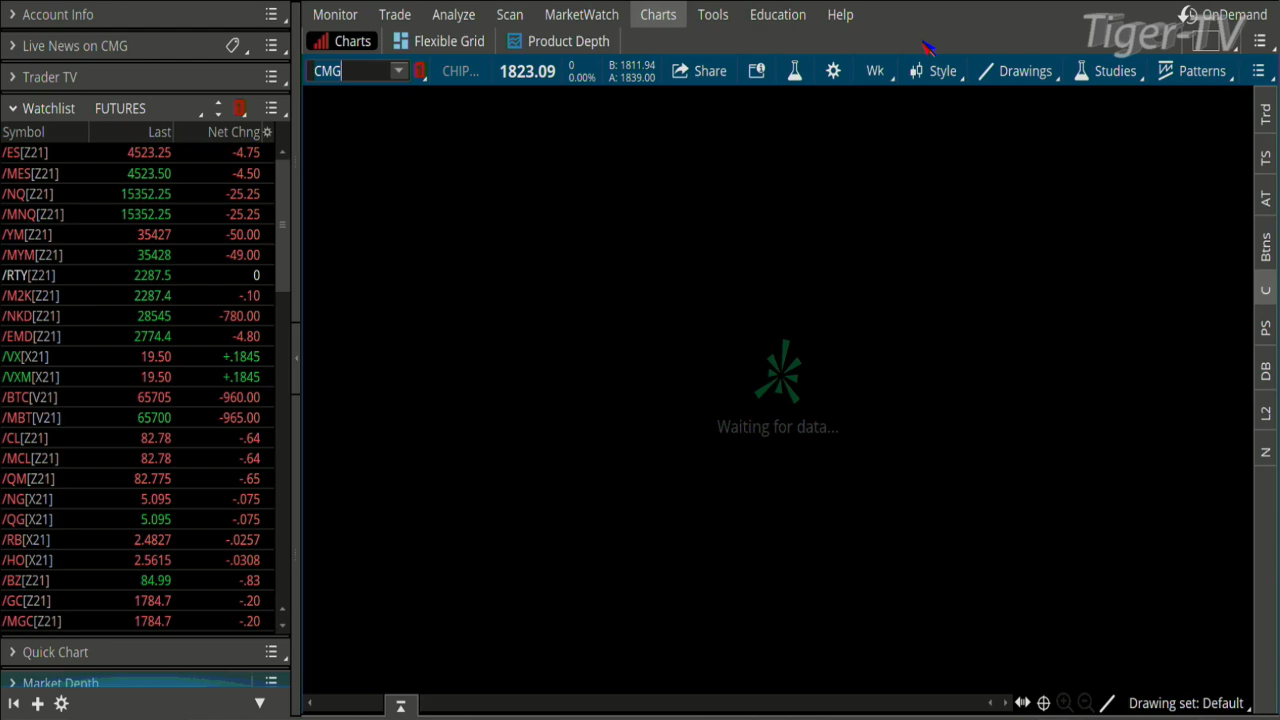 Account Info
Monitor Trade Analyze Scan MarketWatch Charts Tools Education Help
OnDemand
Tiger-TV
Live News on CMG
Charts Flexible Grid Product Depth
Trader TV
CMG 1 CHIP... 1823.09 0 0.00% B: 1811.94 A: 1839.00 Share Wk Style Drawings Studies Patterns
Watchlist FUTURES 1
Symbol Last Net Chng
/ES[Z21] 4523.25 -4.75
/MES[Z21] 4523.50 -4.50
/NQ[Z21] 15352.25 -25.25
/MNQ[Z21] 15352.25 -25.25
/YM[Z21] 35427 -50.00
/MYM[Z21] 35428 -49.00
/RTY[Z21] 2287.5 0
/M2K[Z21] 2287.4 -.10
/NKD[Z21] 28545 -780.00
/EMD[Z21] 2774.4 -4.80
/VX[X21] 19.50 +.1845
/VXM[X21] 19.50 +.1845
/BTC[V21] 65705 -960.00
/MBT[V21] 65700 -965.00
/CL[Z21] 82.78 -.64
/MCL[Z21] 82.78 -.64
/QM[Z21] 82.775 -.65
/NG[X21] 5.095 -.075
/QG[X21] 5.095 -.075
/RB[X21] 2.4827 -.0257
/HO[X21] 2.5615 -.0308
/BZ[Z21] 84.99 -.83
/GC[Z21] 1784.7 -.20
/MGC[Z21] 1784.7 -.20
Waiting for data...
Trd
TS
AT
Btns
C
PS
DB
L2
N
Quick Chart
Market Depth
Drawing set: Default